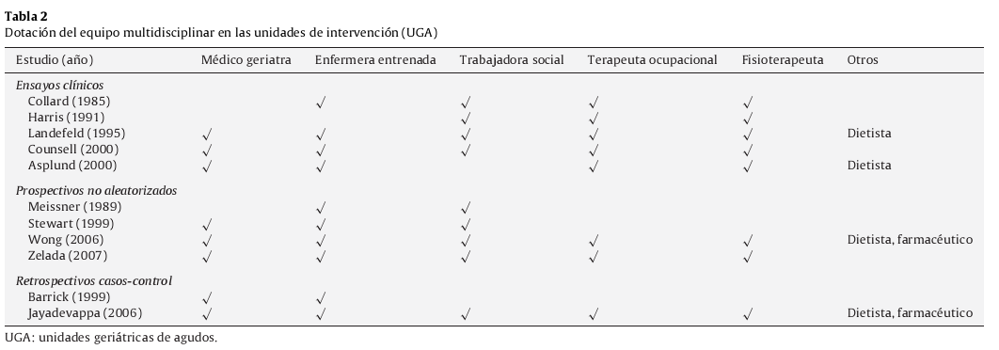 Tabla 2
Dotación del equipo multidisciplinar en las unidades de intervención (UGA)
Estudio (año) Médico geriatra Enfermera entrenada Trabajadora social Terapeuta ocupacional Fisioterapeuta Otros
Ensayos clínicos
Collard (1985) √ √ √ √
Harris (1991) √ √ √
Landefeld (1995) √ √ √ √ √ Dietista
Counsell (2000) √ √ √ √ √
Asplund (2000) √ √ √ √ Dietista
Prospectivos no aleatorizados
Meissner (1989) √ √
Stewart (1999) √ √ √
Wong (2006) √ √ √ √ √ Dietista, farmacéutico
Zelada (2007) √ √ √ √ √
Retrospectivos casos-control
Barrick (1999) √ √
Jayadevappa (2006) √ √ √ √ √ Dietista, farmacéutico
UGA: unidades geriátricas de agudos.